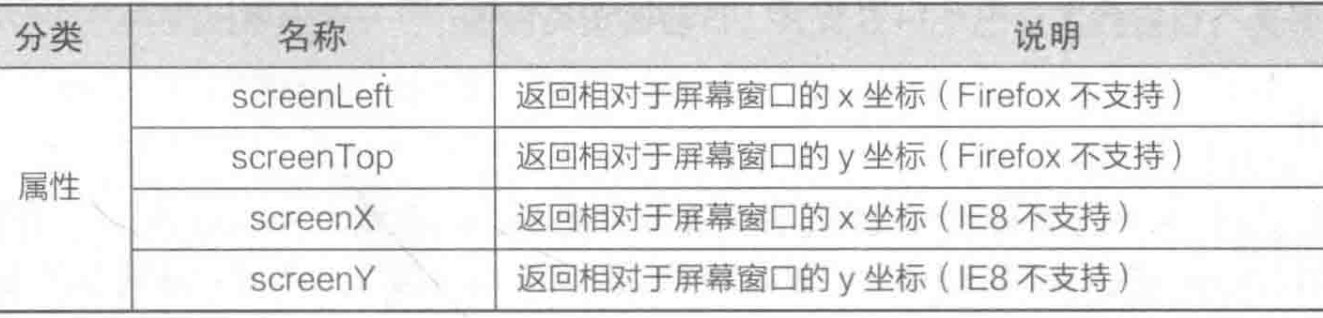 分类 名称 说明
screenLeft 返回相对于屏幕窗口的 x 坐标（Firefox 不支持）
screenTop 返回相对于屏幕窗口的 y 坐标（Firefox 不支持）
属性
screenX 返回相对于屏幕窗口的 x 坐标（IE8 不支持）
screenY 返回相对于屏幕窗口的 y 坐标（IE8 不支持）